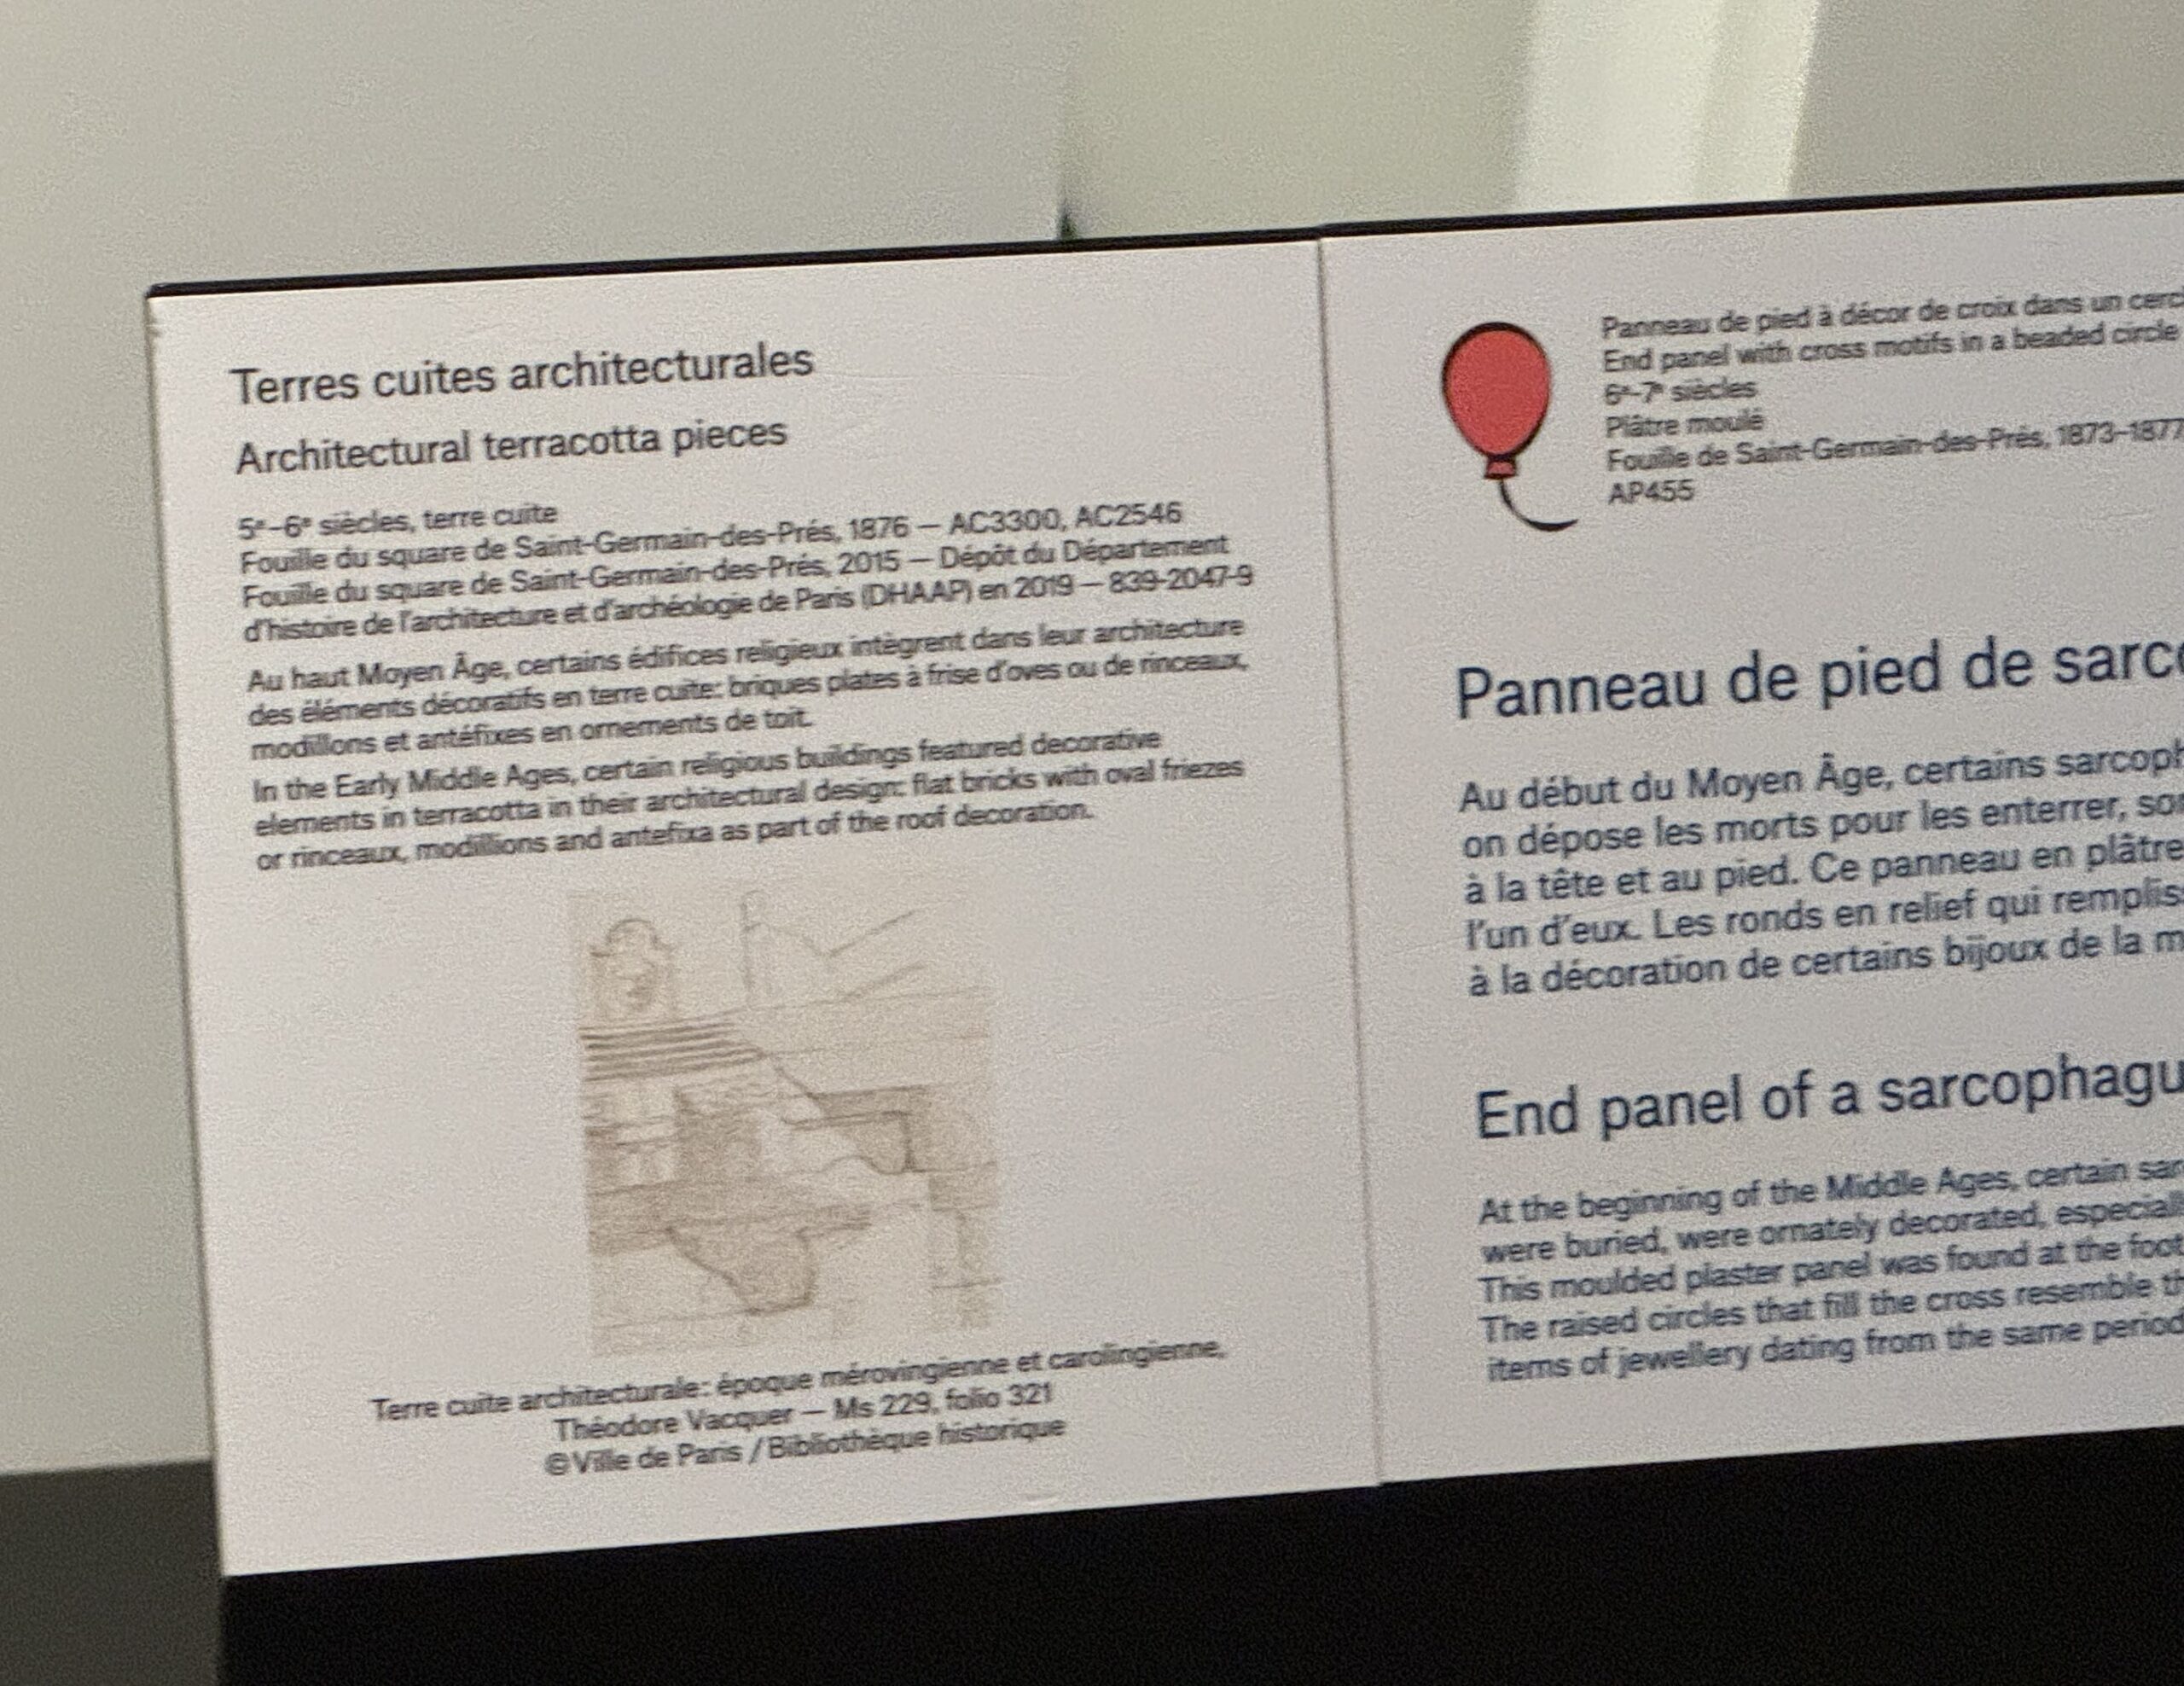 Terres cuites architecturales
Architectural terracotta pieces
5e–6e siècles, terre cuite
Fouille du square de Saint-Germain-des-Prés, 1876 — AC3300, AC2546
Fouille du square de Saint-Germain-des-Prés, 2015 — Dépôt du Département
d'histoire de l'architecture et d'archéologie de Paris (DHAAP) en 2019 — 839-2047-9
Au haut Moyen Âge, certains édifices religieux intègrent dans leur architecture
des éléments décoratifs en terre cuite: briques plates à frise d'oves ou de rinceaux,
modillons et antéfixes en ornements de toit.
In the Early Middle Ages, certain religious buildings featured decorative
elements in terracotta in their architectural design: flat bricks with oval friezes
or rinceaux, modillions and antefixa as part of the roof decoration.
Terre cuite architecturale: époque mérovingienne et carolingienne,
Théodore Vacquer — Ms 229, folio 321
©Ville de Paris / Bibliothèque historique
Panneau de pied à décor de croix dans un
End panel with cross motifs in a beaded circle
6e-7e siècles
Plâtre moulé
Fouille de Saint-Germain-des-Prés, 1873-1877
AP455
Panneau de pied de
Au début du Moyen Âge, certains
on dépose les morts pour les enterrer,
à la tête et au pied. Ce panneau en plâtre
l'un d'eux. Les ronds en relief qui
à la décoration de certains bijoux de la
End panel of a
At the beginning of the Middle Ages, certain
were buried, were ornately decorated,
This moulded plaster panel was found at the foot
The raised circles that fill the cross resemble
items of jewellery dating from the same period